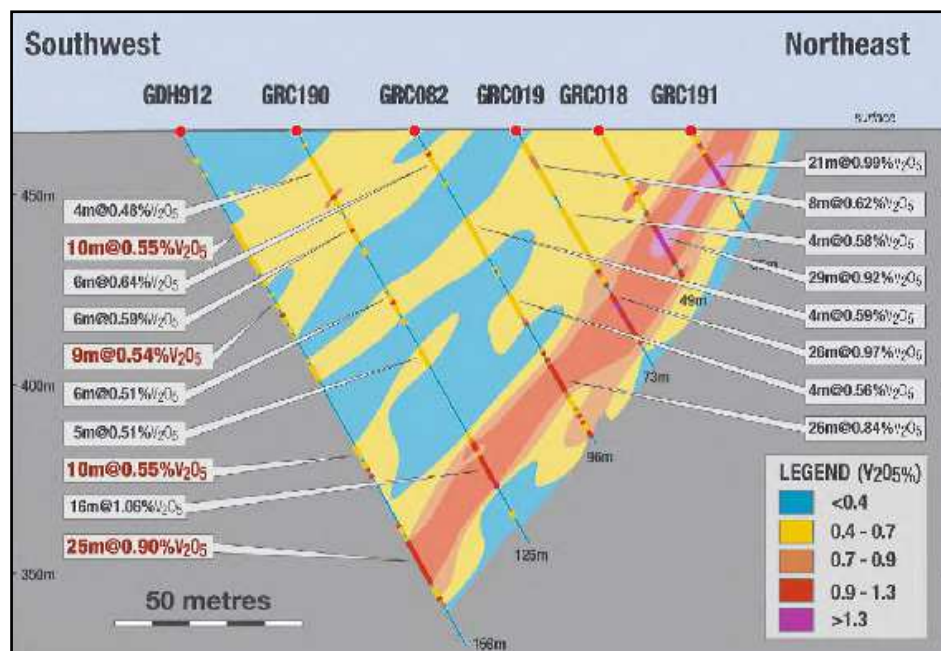 Southwest
Northeast
GDH912
GRC190
GRC082
GRC019
GRC018
GRC191
surface
450m
400m
350m
4m@0.48%V₂O₅
10m@0.55%V₂O₅
6m@0.64%V₂O₅
6m@0.59%V₂O₅
9m@0.54%V₂O₅
6m@0.51%V₂O₅
5m@0.51%V₂O₅
10m@0.55%V₂O₅
16m@1.06%V₂O₅
25m@0.90%V₂O₅
21m@0.99%V₂O₅
8m@0.62%V₂O₅
4m@0.58%V₂O₅
29m@0.92%V₂O₅
4m@0.59%V₂O₅
26m@0.97%V₂O₅
4m@0.56%V₂O₅
26m@0.84%V₂O₅
49m
73m
96m
125m
50 metres
LEGEND (V₂O₅%)
<0.4
0.4 - 0.7
0.7 - 0.9
0.9 - 1.3
>1.3